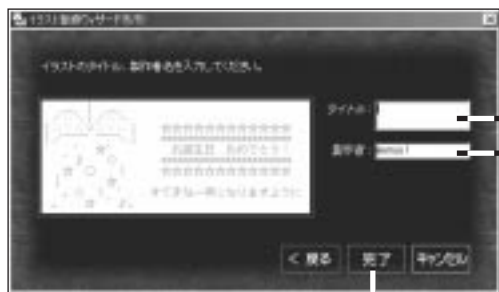 イラスト登録ウィザード(3/3)
イラストのタイトル、製作者名を入力してください。
タイトル:
製作者:
☆☆☆☆☆☆☆☆☆☆☆☆
お誕生日 おめでとう!
☆☆☆☆☆☆☆☆☆☆☆☆
すてきな一年になりますように
< 戻る
完了
キャンセル